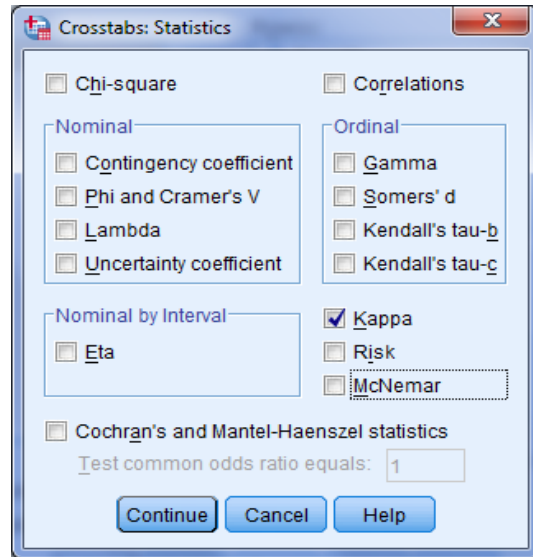 Crosstabs: Statistics
Chi-square
Correlations
Nominal
Contingency coefficient
Phi and Cramer's V
Lambda
Uncertainty coefficient
Ordinal
Gamma
Somers' d
Kendall's tau-b
Kendall's tau-c
Nominal by Interval
Eta
Kappa
Risk
McNemar
Cochran's and Mantel-Haenszel statistics
Test common odds ratio equals: 1
Continue Cancel Help